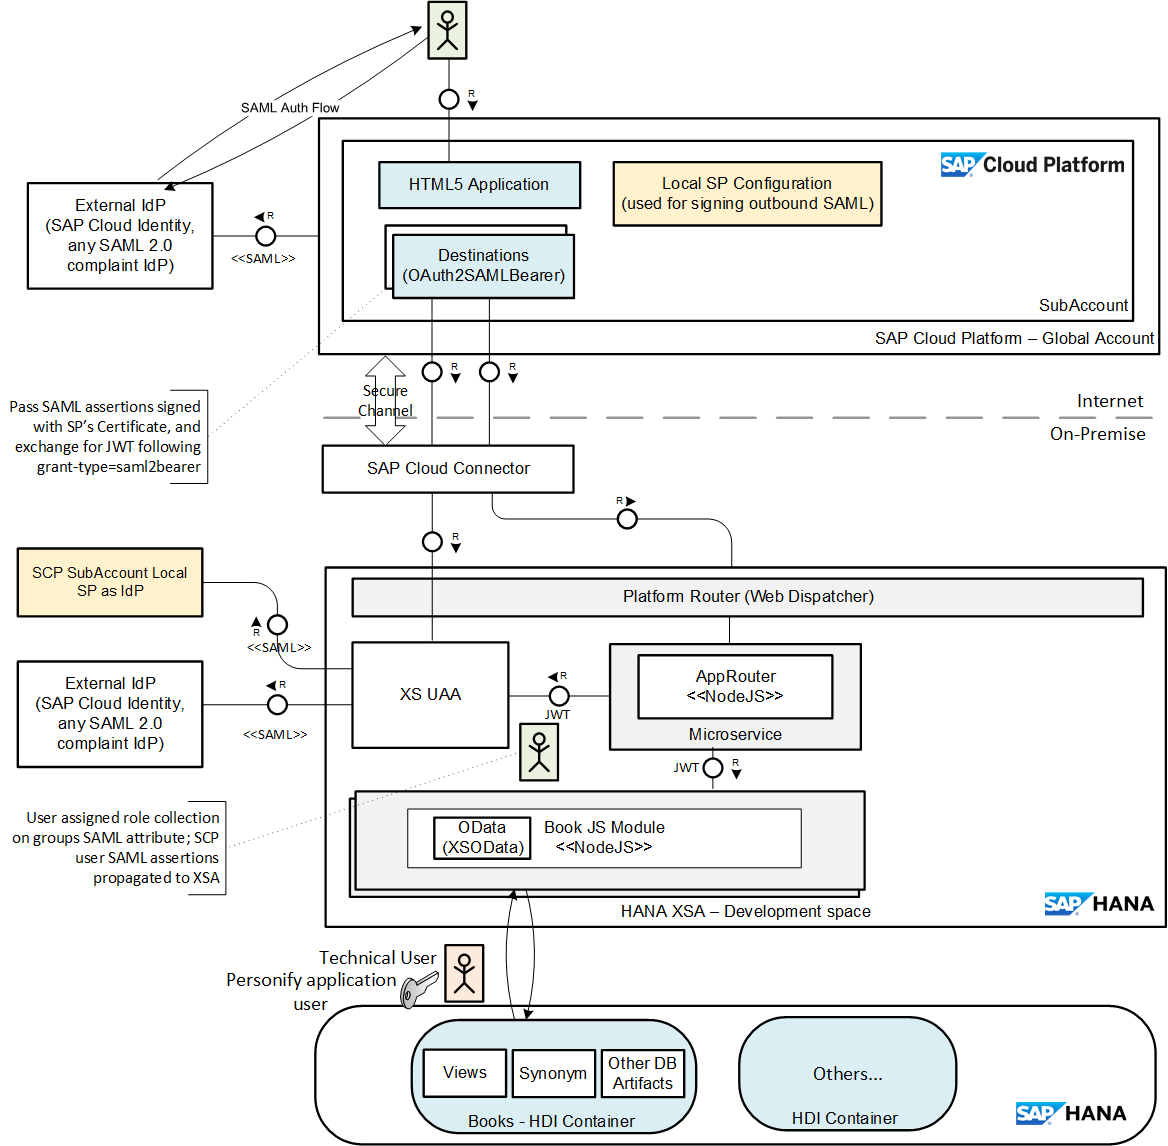 R
SAML Auth Flow
SAP Cloud Platform
HTML5 Application
Local SP Configuration
(used for signing outbound SAML)
External IdP
(SAP Cloud Identity,
any SAML 2.0
complaint IdP)
R
<<SAML>>
Destinations
(OAuth2SAMLBearer)
SubAccount
SAP Cloud Platform – Global Account
R
R
Secure
Channel
Internet
On-Premise
Pass SAML assertions signed
with SP's Certificate, and
exchange for JWT following
grant-type=saml2bearer
SAP Cloud Connector
R
R
SCP SubAccount Local
SP as IdP
R
<<SAML>>
Platform Router (Web Dispatcher)
External IdP
(SAP Cloud Identity,
any SAML 2.0
complaint IdP)
R
<<SAML>>
XS UAA
R
JWT
AppRouter
<<NodeJS>>
Microservice
JWT
R
User assigned role collection
on groups SAML attribute; SCP
user SAML assertions
propagated to XSA
OData
(XSOData)
Book JS Module
<<NodeJS>>
HANA XSA – Development space
SAP HANA
Technical User
Personify application
user
Views
Synonym
Other DB
Artifacts
Books - HDI Container
Others...
HDI Container
SAP HANA